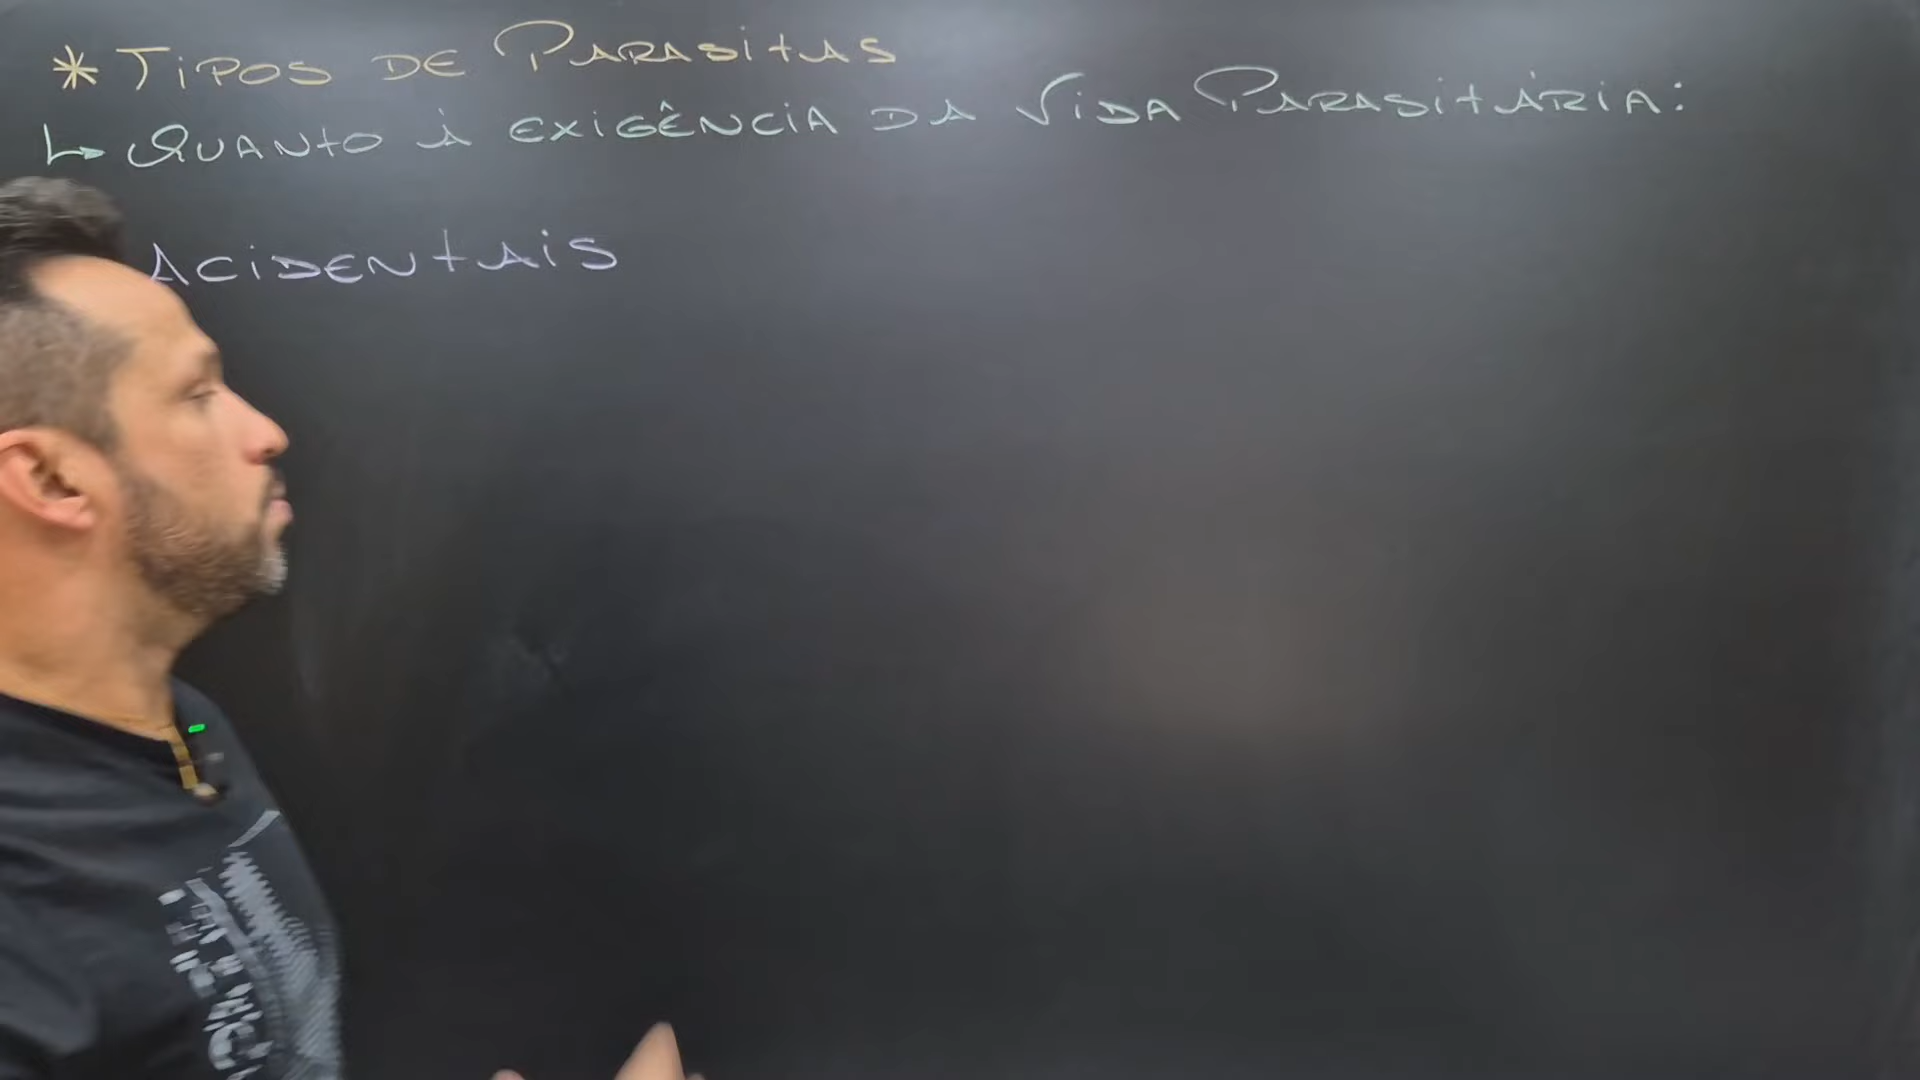 * TIPOS DE PARASITAS
↳ QUANTO À EXIGÊNCIA DA VIDA PARASITÁRIA:
ACIDENTAIS